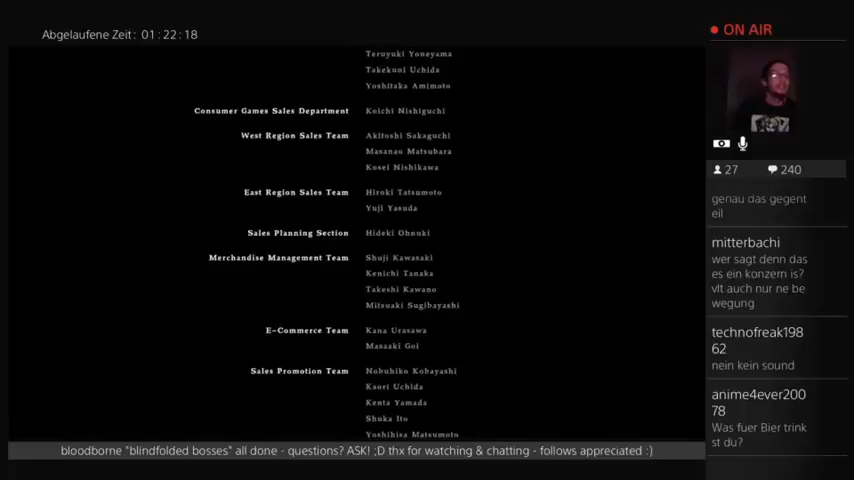 Abgelaufene Zeit: 01:22:18
Teruyuki Yoneyama
Takekuni Uchida
Yoshitaka Amimoto
Consumer Games Sales Department Koichi Nishiguchi
West Region Sales Team Akitoshi Sakaguchi
Masanao Matsubara
Kosei Nishikawa
East Region Sales Team Hiroki Tatsumoto
Yuji Yasuda
Sales Planning Section Hideki Ohnuki
Merchandise Management Team Shuji Kawasaki
Kenichi Tanaka
Takeshi Kawano
Mitsuaki Sugibayashi
E-Commerce Team Kana Urasawa
Masaaki Goi
Sales Promotion Team Nobuhiko Kobayashi
Kaori Uchida
Kenta Yamada
Shuka Ito
Yoshihisa Matsumoto
bloodborne "blindfolded bosses" all done - questions? ASK! ;D thx for watching & chatting - follows appreciated :)
ON AIR
27 240
genau das gegent
eil
mitterbachi
wer sagt denn das
es ein konzern is?
vlt auch nur ne be
wegung
technofreak198
62
nein kein sound
anime4ever200
78
Was fuer Bier trink
st du?